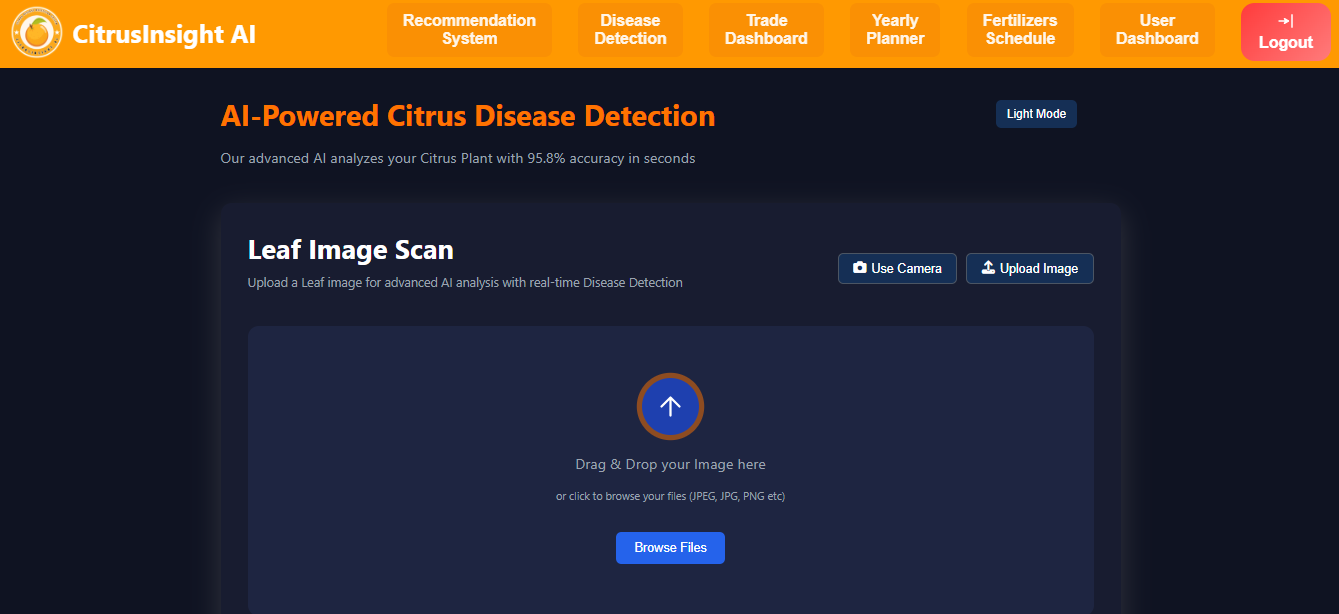 CitrusInsight AI
Recommendation
System
Disease
Detection
Trade
Dashboard
Yearly
Planner
Fertilizers
Schedule
User
Dashboard
Logout
AI-Powered Citrus Disease Detection
Light Mode
Our advanced AI analyzes your Citrus Plant with 95.8% accuracy in seconds
Leaf Image Scan
Use Camera
Upload Image
Upload a Leaf image for advanced AI analysis with real-time Disease Detection
Drag & Drop your Image here
or click to browse your files (JPEG, JPG, PNG etc)
Browse Files